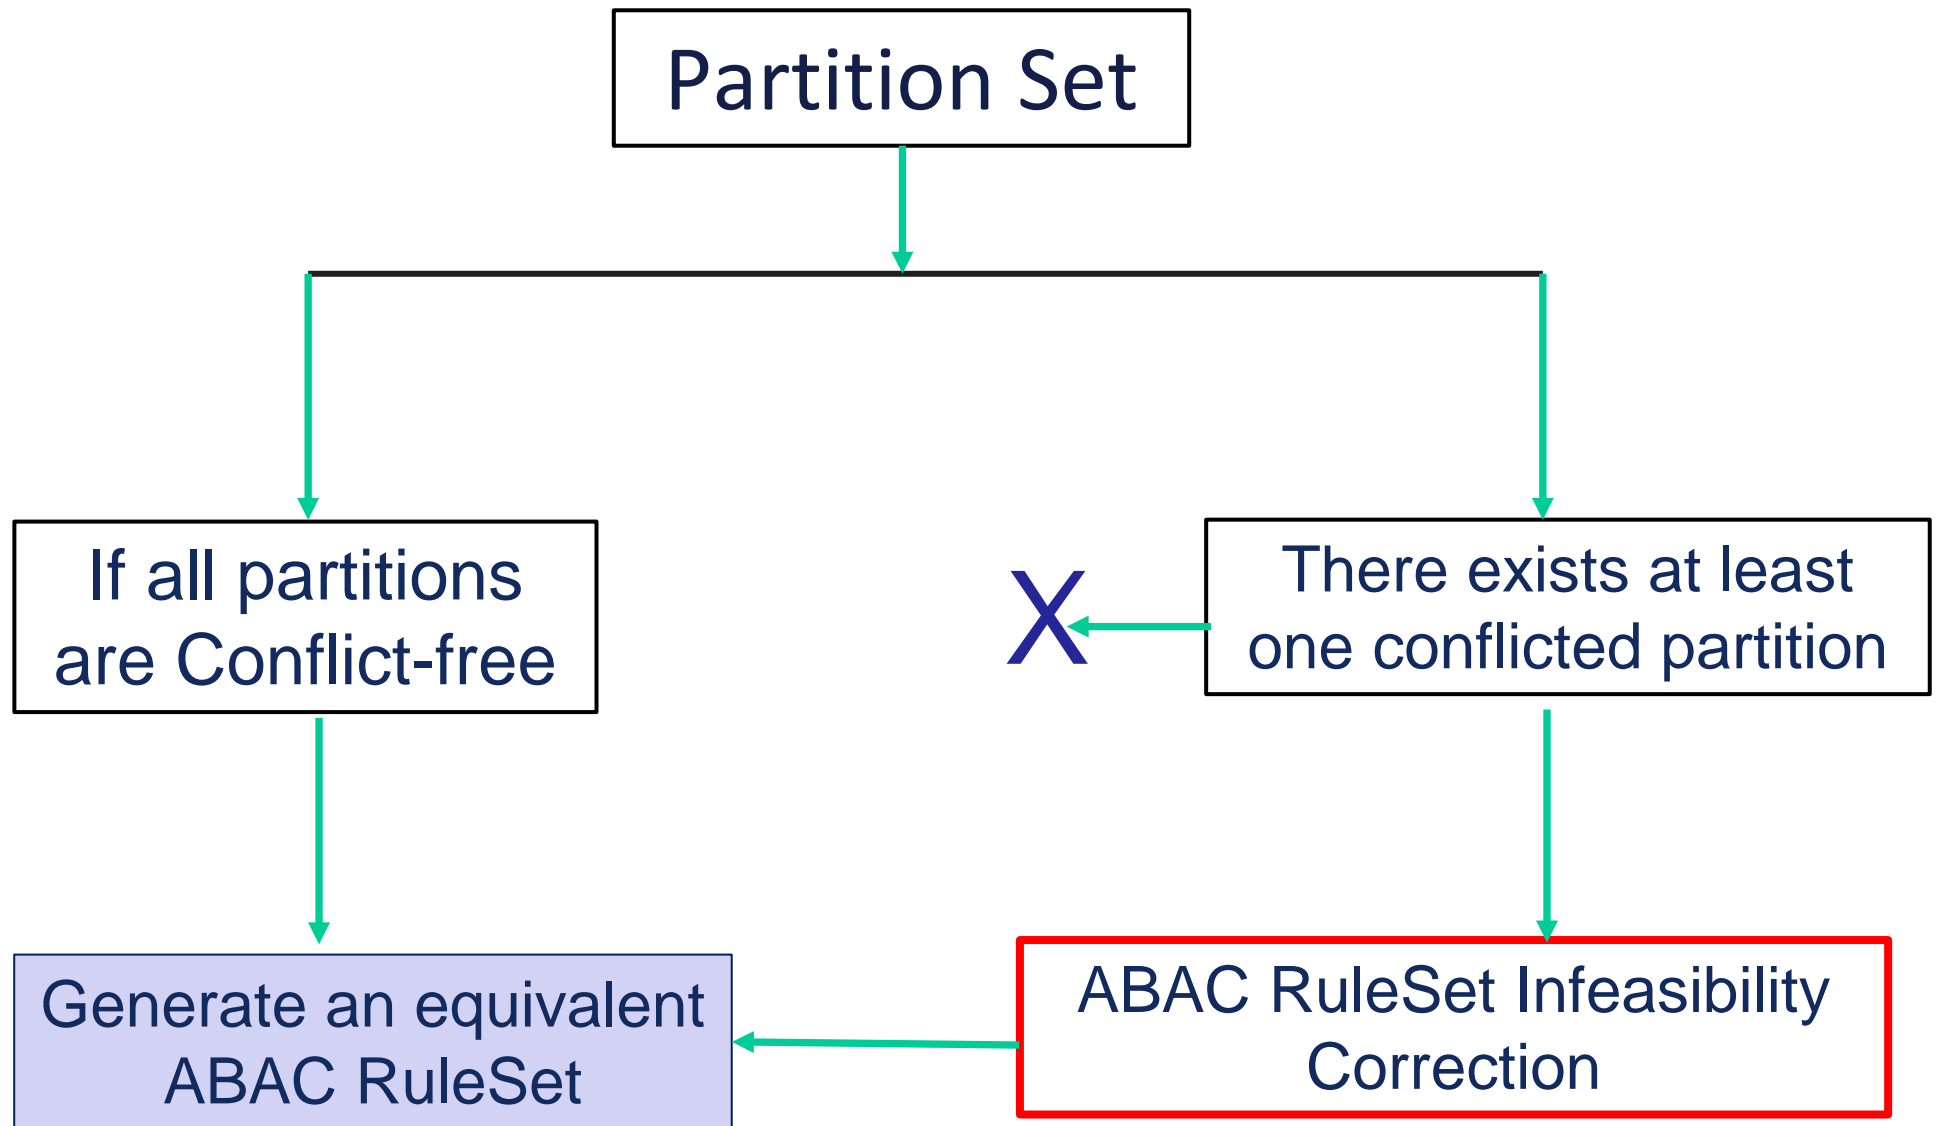 Partition Set
If all partitions
are Conflict-free
X
There exists at least
one conflicted partition
Generate an equivalent
ABAC RuleSet
ABAC RuleSet Infeasibility
Correction